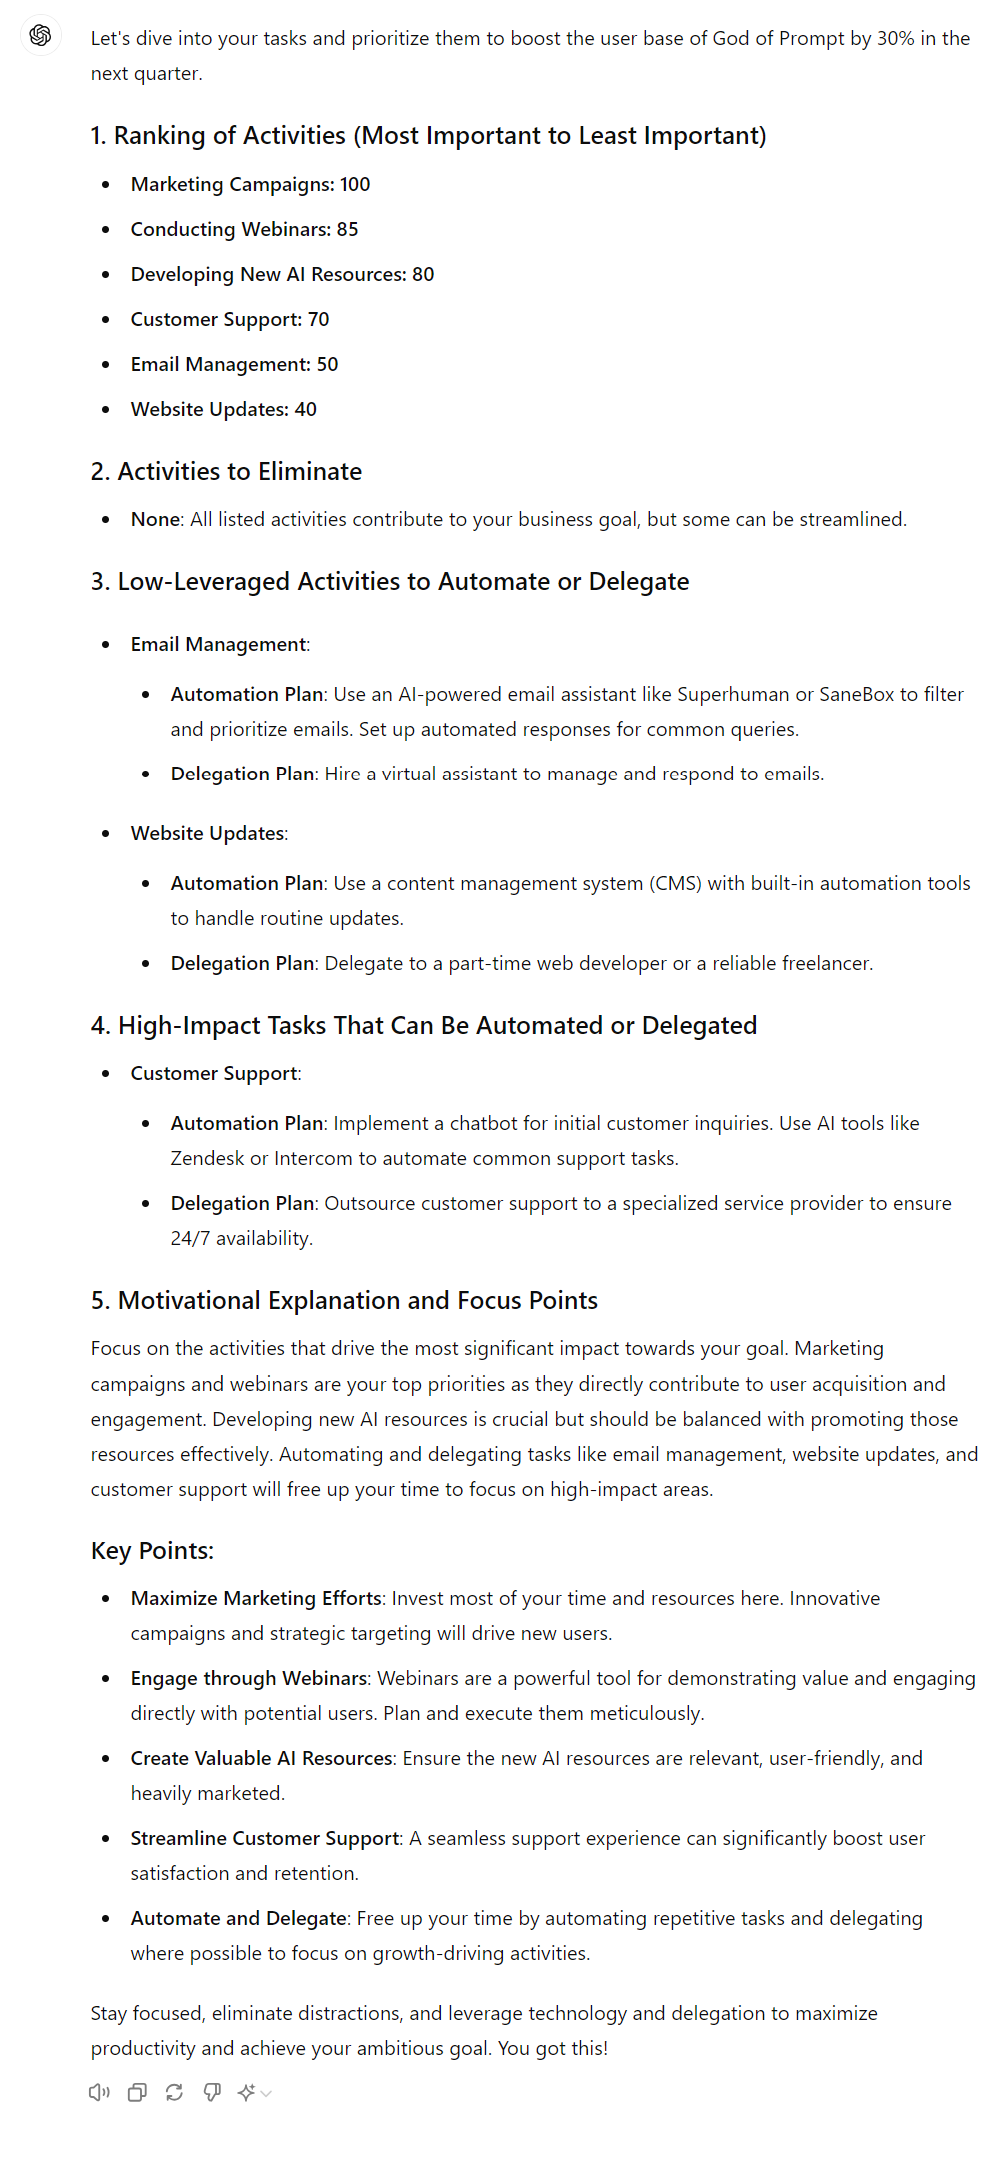 Let's dive into your tasks and prioritize them to boost the user base of God of Prompt by 30% in the
next quarter.
1. Ranking of Activities (Most Important to Least Important)
• Marketing Campaigns: 100
• Conducting Webinars: 85
• Developing New AI Resources: 80
• Customer Support: 70
• Email Management: 50
• Website Updates: 40
2. Activities to Eliminate
• None: All listed activities contribute to your business goal, but some can be streamlined.
3. Low-Leveraged Activities to Automate or Delegate
• Email Management:
• Automation Plan: Use an AI-powered email assistant like Superhuman or SaneBox to filter
and prioritize emails. Set up automated responses for common queries.
• Delegation Plan: Hire a virtual assistant to manage and respond to emails.
• Website Updates:
• Automation Plan: Use a content management system (CMS) with built-in automation tools
to handle routine updates.
• Delegation Plan: Delegate to a part-time web developer or a reliable freelancer.
4. High-Impact Tasks That Can Be Automated or Delegated
• Customer Support:
• Automation Plan: Implement a chatbot for initial customer inquiries. Use AI tools like
Zendesk or Intercom to automate common support tasks.
• Delegation Plan: Outsource customer support to a specialized service provider to ensure
24/7 availability.
5. Motivational Explanation and Focus Points
Focus on the activities that drive the most significant impact towards your goal. Marketing
campaigns and webinars are your top priorities as they directly contribute to user acquisition and
engagement. Developing new AI resources is crucial but should be balanced with promoting those
resources effectively. Automating and delegating tasks like email management, website updates, and
customer support will free up your time to focus on high-impact areas.
Key Points:
• Maximize Marketing Efforts: Invest most of your time and resources here. Innovative
campaigns and strategic targeting will drive new users.
• Engage through Webinars: Webinars are a powerful tool for demonstrating value and engaging
directly with potential users. Plan and execute them meticulously.
• Create Valuable AI Resources: Ensure the new AI resources are relevant, user-friendly, and
heavily marketed.
• Streamline Customer Support: A seamless support experience can significantly boost user
satisfaction and retention.
• Automate and Delegate: Free up your time by automating repetitive tasks and delegating
where possible to focus on growth-driving activities.
Stay focused, eliminate distractions, and leverage technology and delegation to maximize
productivity and achieve your ambitious goal. You got this!